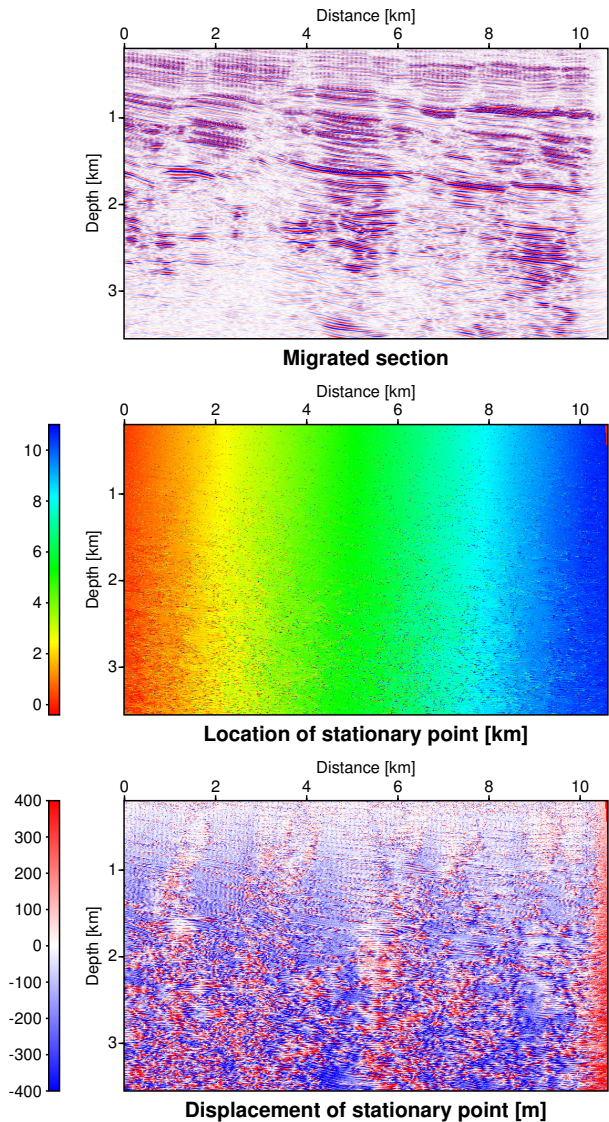 Distance [km]
0 2 4 6 8 10
1
2
3
Depth [km]
Migrated section
Distance [km]
0 2 4 6 8 10
10
8
6
4
2
0
1
2
3
Depth [km]
Location of stationary point [km]
Distance [km]
0 2 4 6 8 10
400
300
200
100
0
-100
-200
-300
-400
1
2
3
Depth [km]
Displacement of stationary point [m]